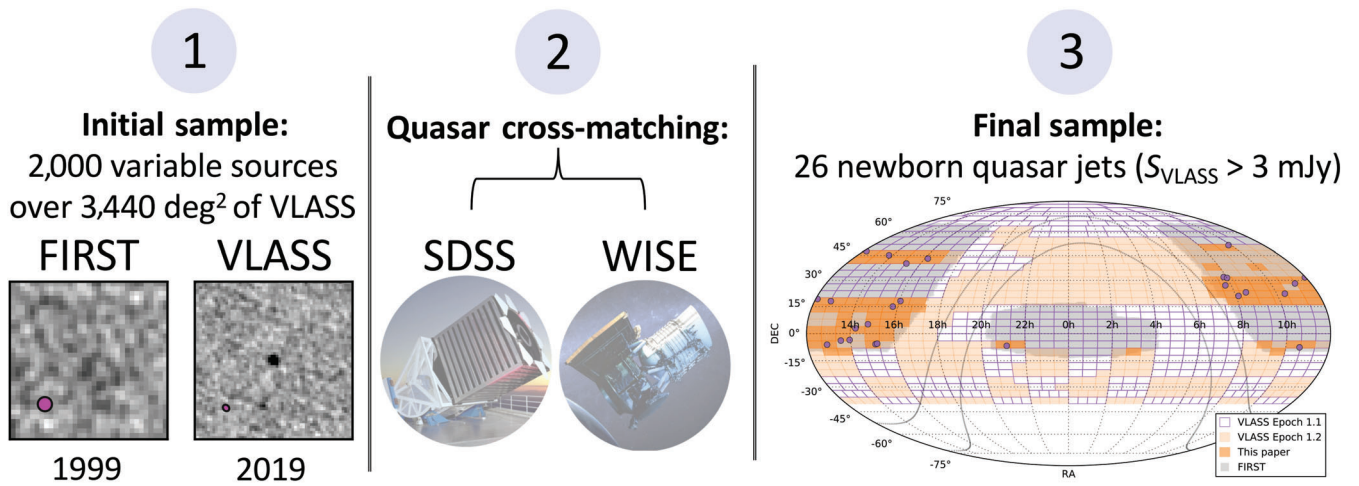 1
Initial sample:
2,000 variable sources
over 3,440 deg² of VLASS
FIRST VLASS
1999 2019
2
Quasar cross-matching:
SDSS WISE
3
Final sample:
26 newborn quasar jets (S_VLASS > 3 mJy)
75°
60°
45°
30°
15°
0°
-15°
-30°
-45°
-60°
-75°
DEC
14h 16h 18h 20h 22h 0h 2h 4h 6h 8h 10h
RA
VLASS Epoch 1.1
VLASS Epoch 1.2
This paper
FIRST